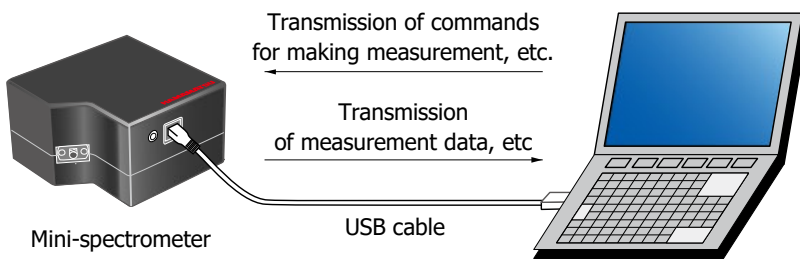 Transmission of commands
for making measurement, etc.
Transmission
of measurement data, etc
USB cable
Mini-spectrometer